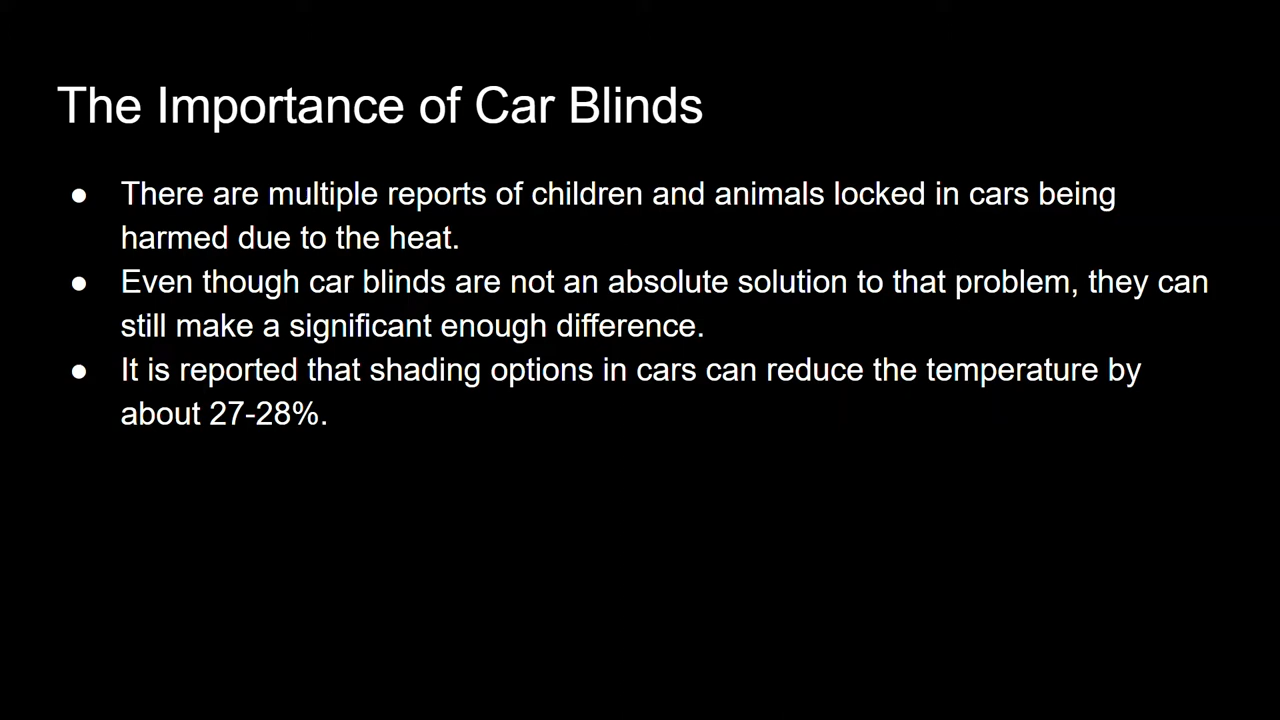 The Importance of Car Blinds
● There are multiple reports of children and animals locked in cars being
harmed due to the heat.
● Even though car blinds are not an absolute solution to that problem, they can
still make a significant enough difference.
● It is reported that shading options in cars can reduce the temperature by
about 27-28%.